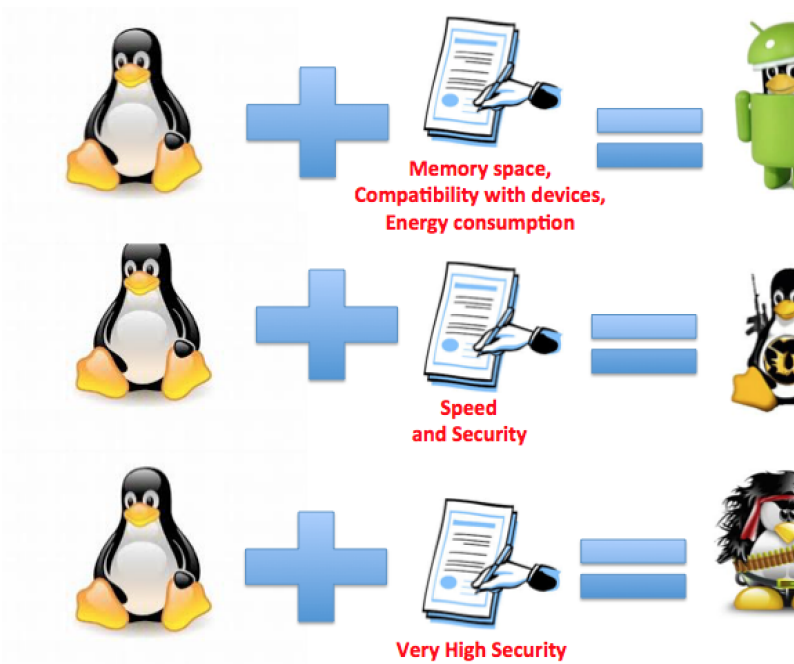 Memory space,
Compatibility with devices,
Energy consumption
Speed
and Security
Very High Security